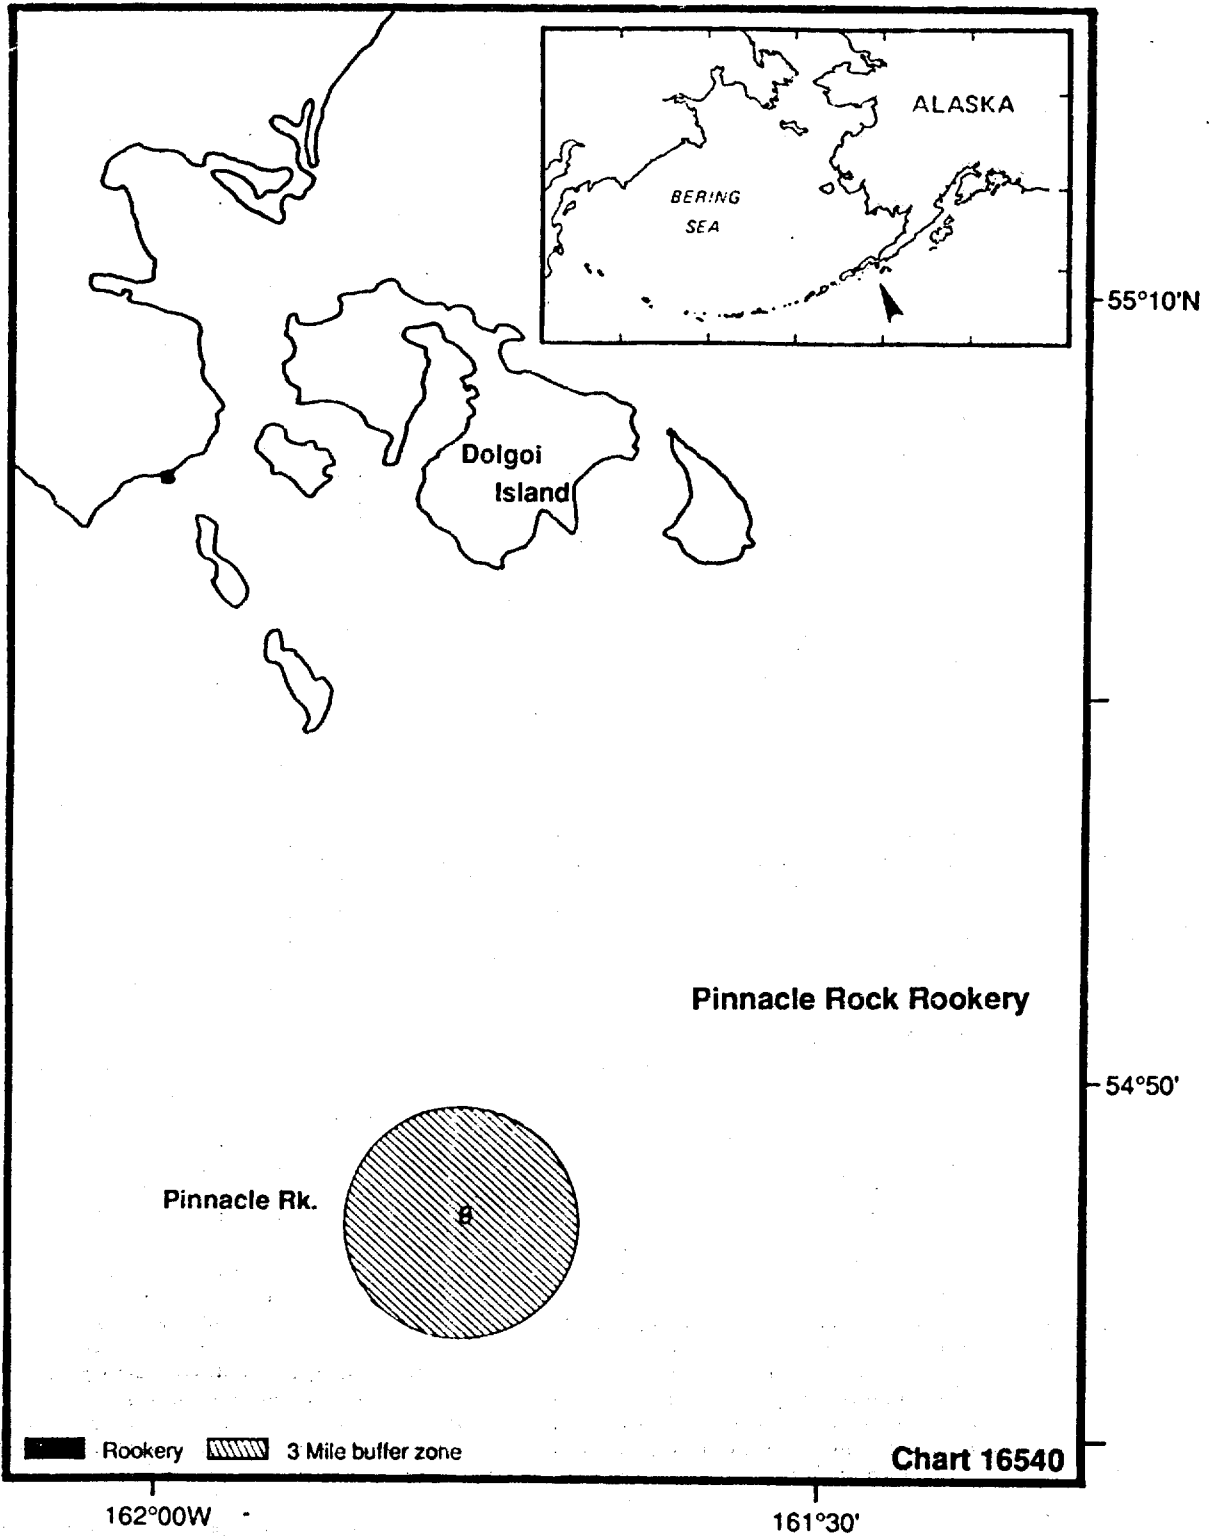 ALASKA
BERING
SEA
55°10'N
Dolgoi
Island
Pinnacle Rock Rookery
54°50'
Pinnacle Rk.
Rookery
3 Mile buffer zone
Chart 16540
162°00W
161°30'